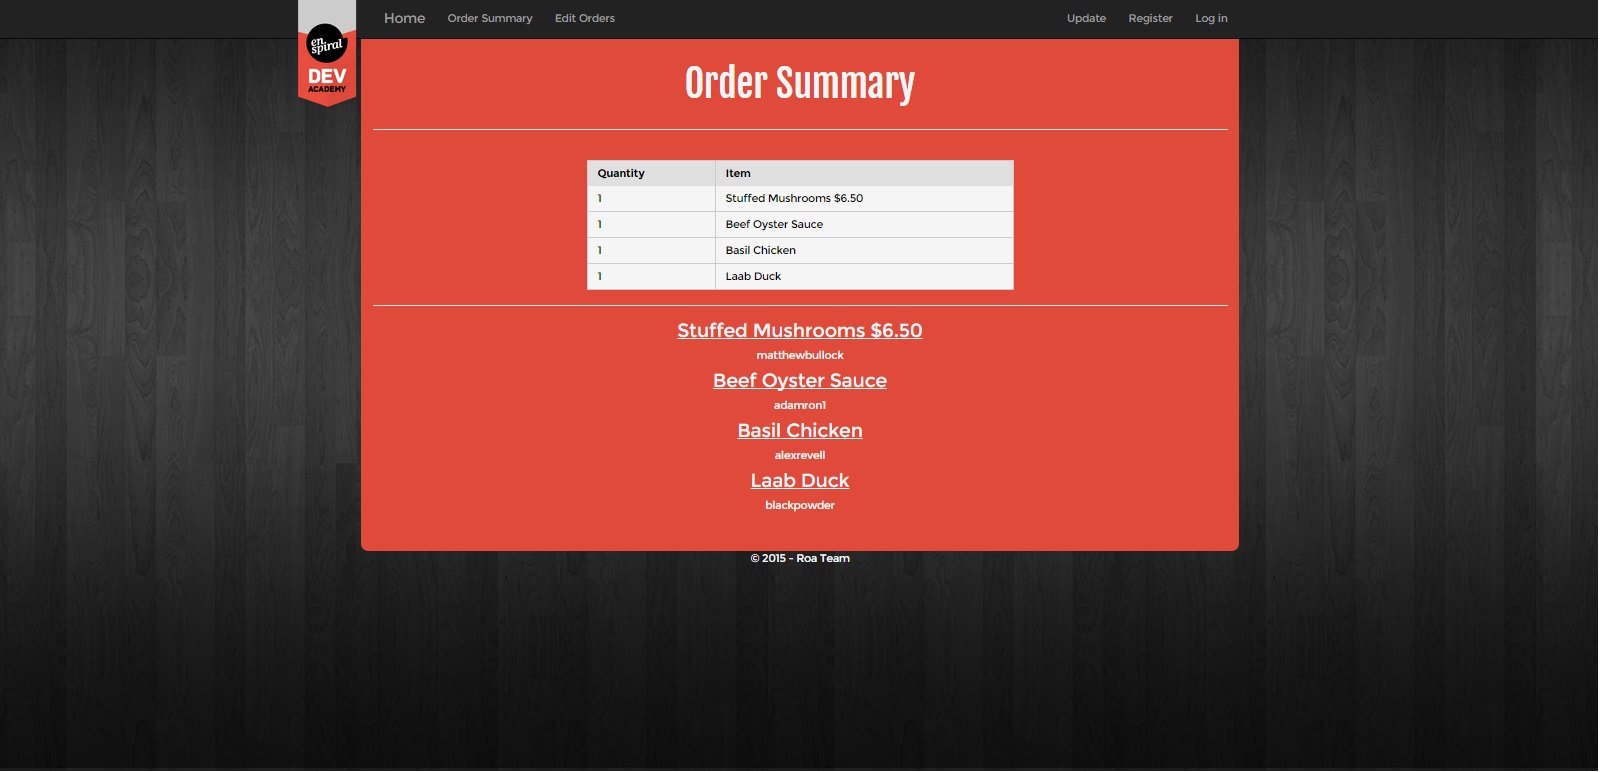 Home Order Summary Edit Orders Update Register Log in
en
spiral
DEV
ACADEMY
Order Summary
Quantity Item
1 Stuffed Mushrooms $6.50
1 Beef Oyster Sauce
1 Basil Chicken
1 Laab Duck
Stuffed Mushrooms $6.50
matthewbullock
Beef Oyster Sauce
adamron1
Basil Chicken
alexrevell
Laab Duck
blackpowder
© 2015 - Roa Team